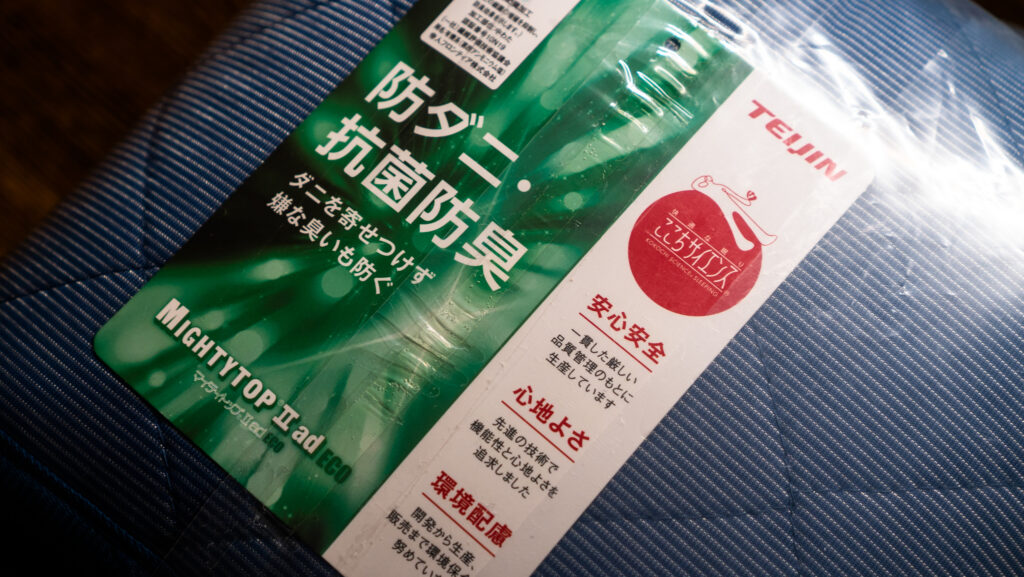 防ダニ・
抗菌防臭
ダニを寄せつけず
嫌な臭いも防ぐ
MIGHTYTOP II ad ECO
マイティトップ II ad ECO
TEIJIN
ここちサイエンス
KOKOCHI SCIENCE-SLEEPING
安心安全
一貫した厳しい
品質管理のもとに
生産しています
心地よさ
先進の技術で
機能性と心地よさを
追求しました
環境配慮
開発から生産、
販売まで環境保
努めてい